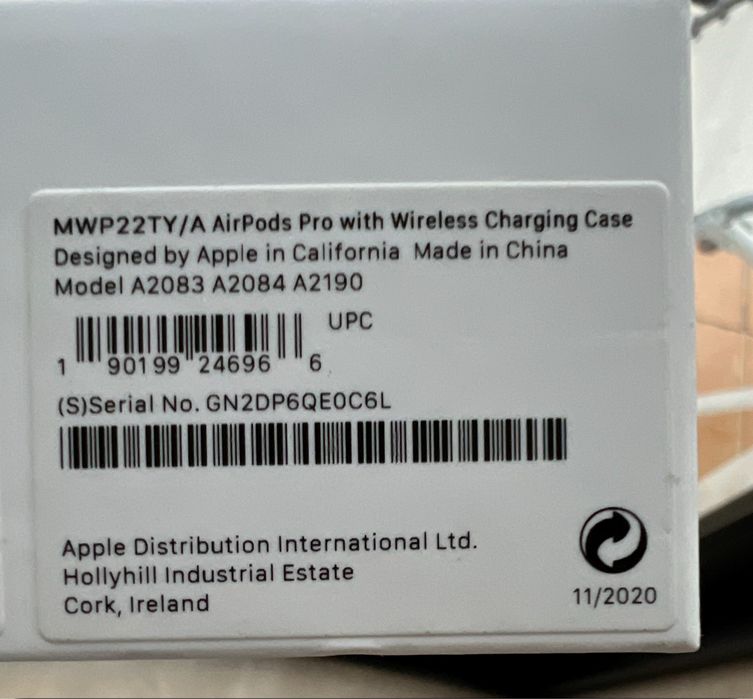 MWP22TY/A AirPods Pro with Wireless Charging Case
Designed by Apple in California Made in China
Model A2083 A2084 A2190
UPC
1 90199 24696 6
(S)Serial No. GN2DP6QE0C6L
Apple Distribution International Ltd.
Hollyhill Industrial Estate
Cork, Ireland
11/2020